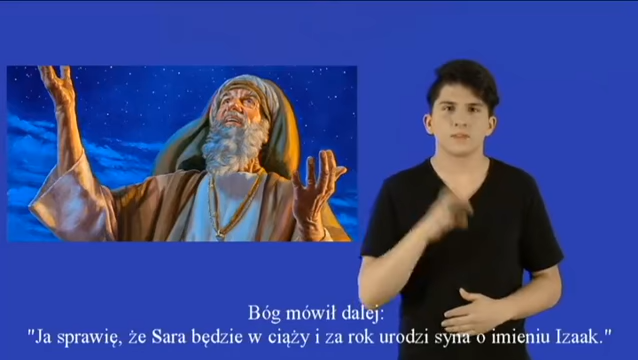 Bóg mówił dalej:
"Ja sprawię, że Sara będzie w ciąży i za rok urodzi syna o imieniu Izaak."